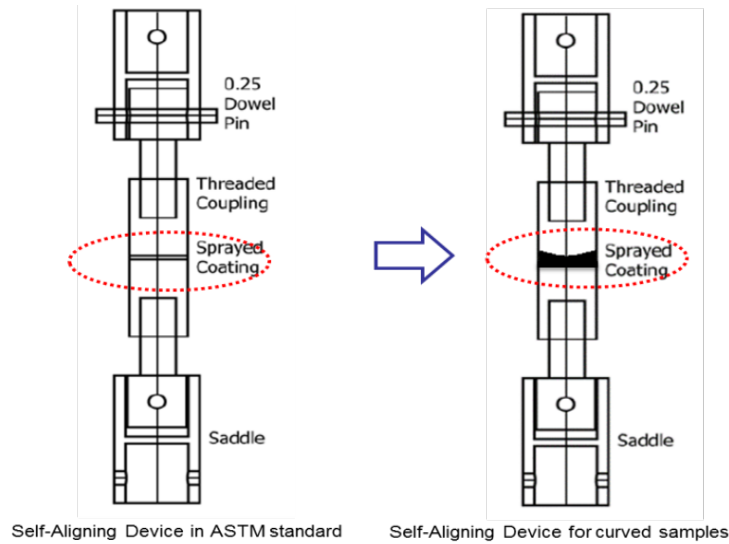 0.25
Dowel
Pin
Threaded
Coupling
Sprayed
Coating
Saddle
Self-Aligning Device in ASTM standard
0.25
Dowel
Pin
Threaded
Coupling
Sprayed
Coating
Saddle
Self-Aligning Device for curved samples